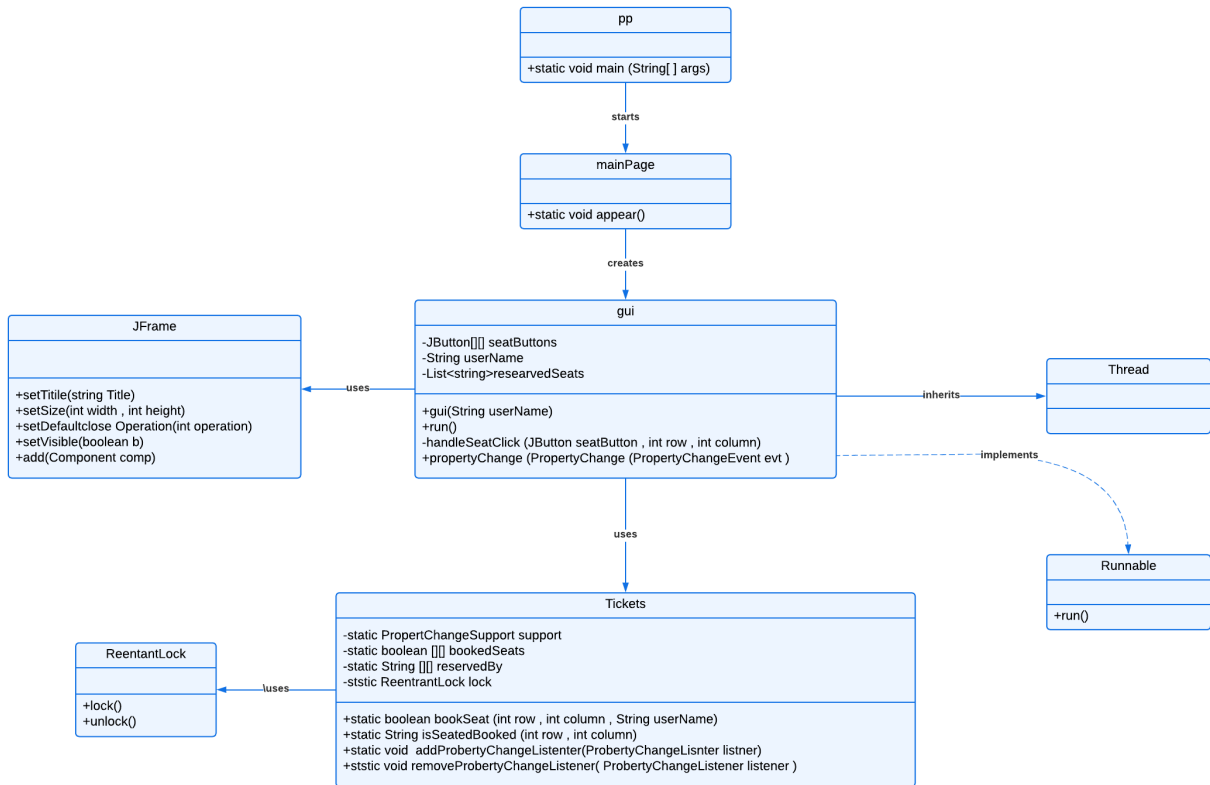 pp
+static void main (String[ ] args)
starts
mainPage
+static void appear()
creates
gui
-JButton[][] seatButtons
-String userName
-List<string>researvedSeats
+gui(String userName)
+run()
-handleSeatClick (JButton seatButton , int row , int column)
+propertyChange (PropertyChange (PropertyChangeEvent evt )
uses
JFrame
+setTitile(string Title)
+setSize(int width , int height)
+setDefaultclose Operation(int operation)
+setVisible(boolean b)
+add(Component comp)
inherits
Thread
implements
Runnable
+run()
uses
Tickets
-static PropertChangeSupport support
-static boolean [][] bookedSeats
-static String [][] reservedBy
-ststic ReentrantLock lock
+static boolean bookSeat (int row , int column , String userName)
+static String isSeatedBooked (int row , int column)
+static void  addProbertyChangeListenter(ProbertyChangeLisnter listner)
+ststic void removeProbertyChangeListener( ProbertyChangeListener listener )
\uses
ReentantLock
+lock()
+unlock()